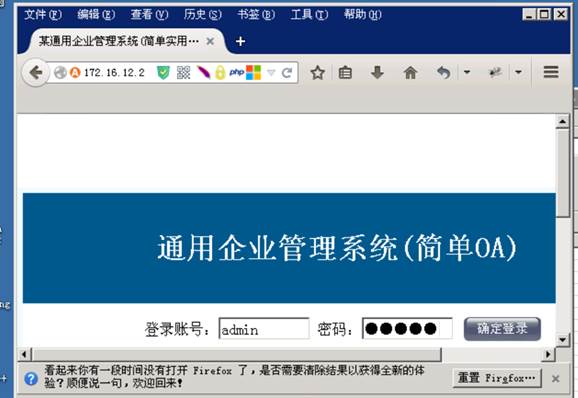 文件(F) 编辑(E) 查看(V) 历史(S) 书签(B) 工具(T) 帮助(H)
某通用企业管理系统(简单实用…
172.16.12.2
php
通用企业管理系统(简单OA)
登录账号: admin 密码: ●●●●● 确定登录
看起来你有一段时间没有打开 Firefox 了,是否需要清除结果以获得全新的体
验?顺便说一句,欢迎回来!
重置 Firefox…
ng